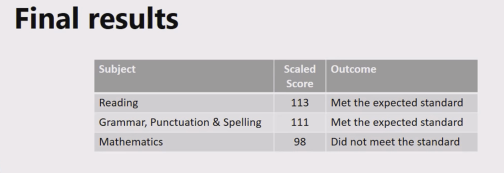 Final results
Subject Scaled Score Outcome
Reading 113 Met the expected standard
Grammar, Punctuation & Spelling 111 Met the expected standard
Mathematics 98 Did not meet the standard